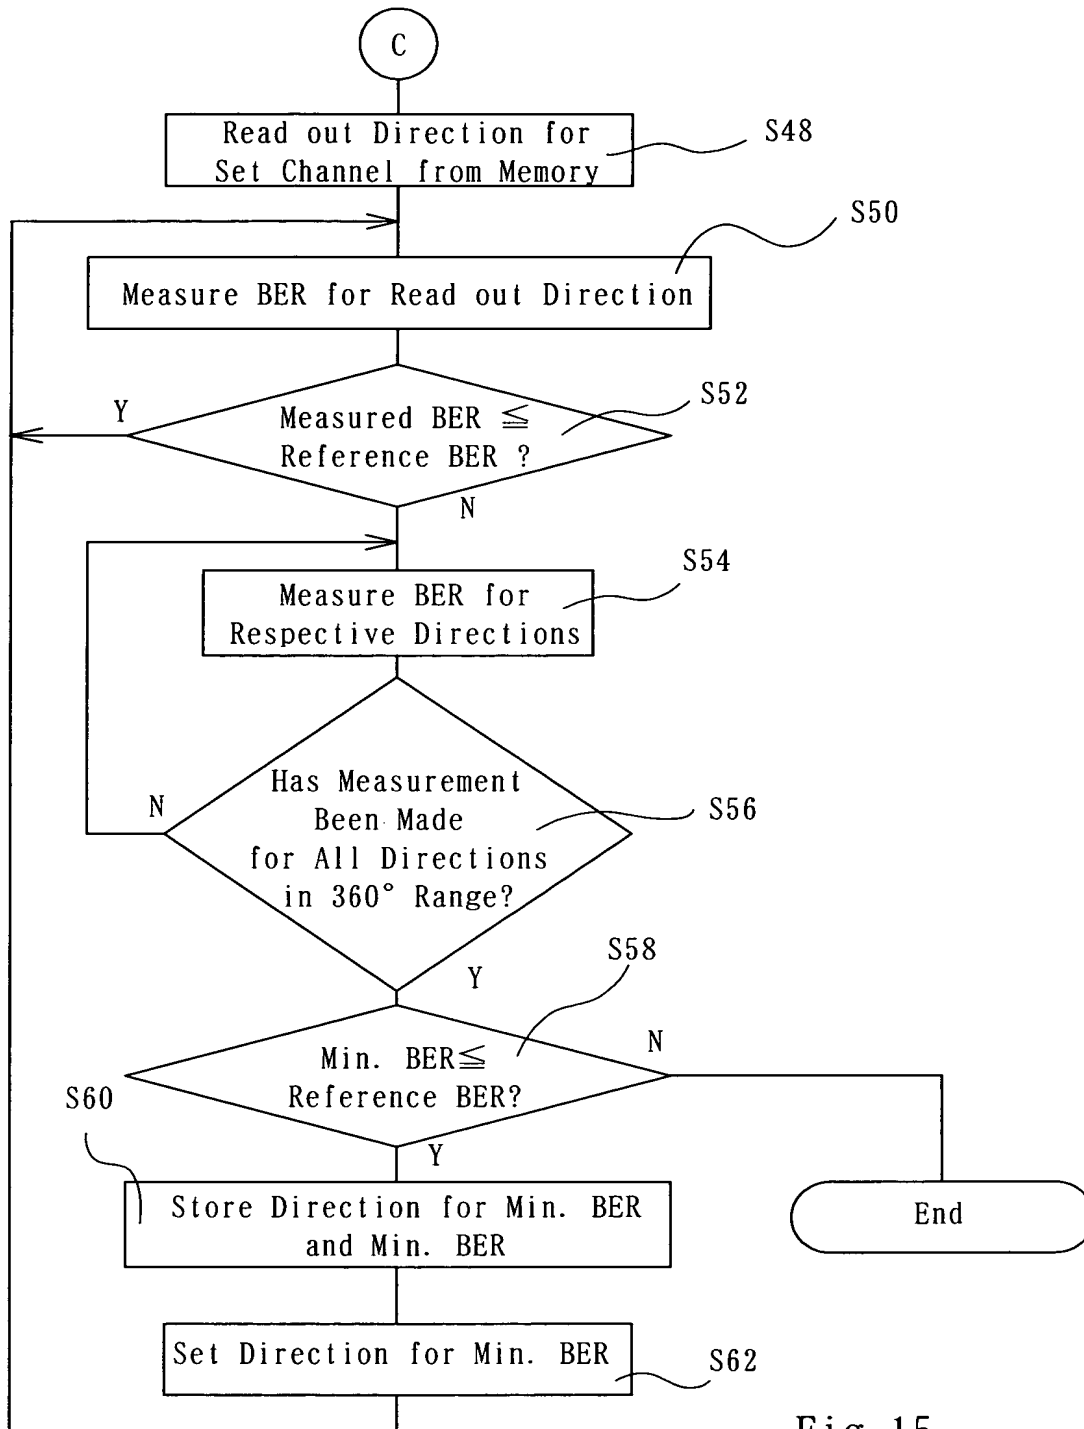 C
Read out Direction for
Set Channel from Memory
S48
S50
Measure BER for Read out Direction
S52
Y
Measured BER ≦
Reference BER ?
N
S54
Measure BER for
Respective Directions
Has Measurement
Been Made
for All Directions
in 360° Range?
N
S56
Y
S58
Min. BER≦
Reference BER?
N
S60
Y
Store Direction for Min. BER
and Min. BER
End
Set Direction for Min. BER
S62
Fig.15